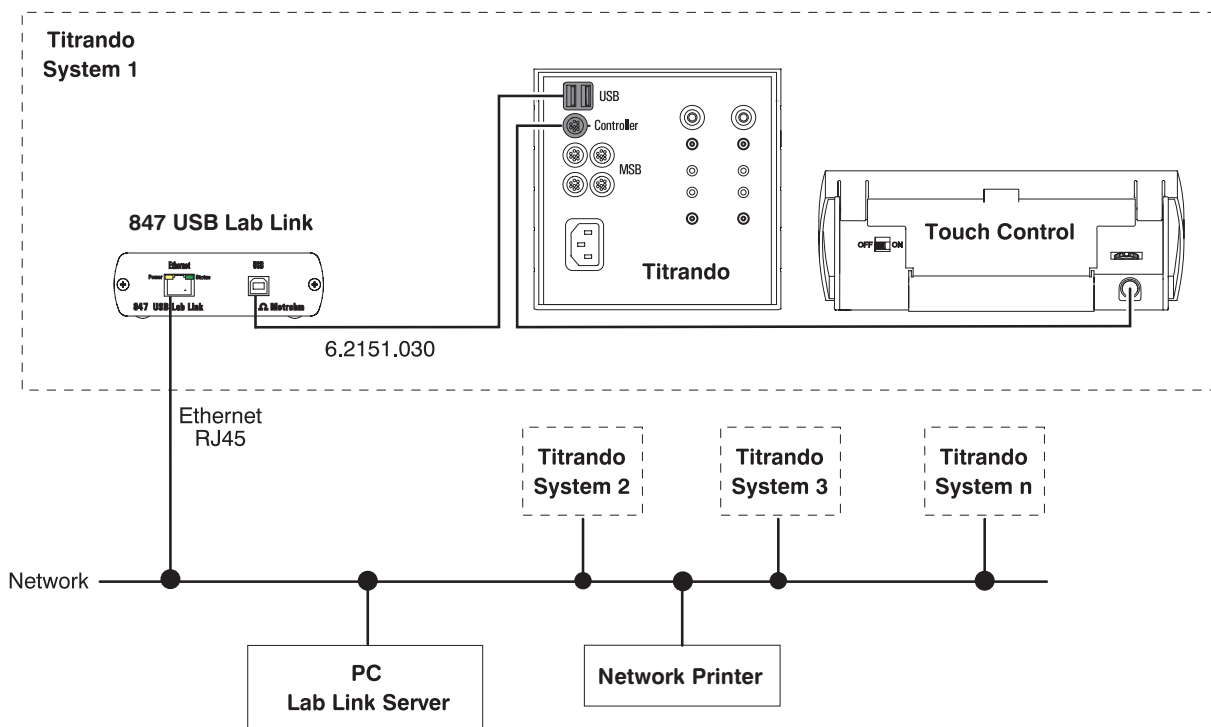 Titrando
System 1
USB
Controller
MSB
Titrando
OFF ON
Touch Control
847 USB Lab Link
Ethernet
USB
Power Status
847 USB Lab Link
Ω Metrohm
6.2151.030
Ethernet
RJ45
Titrando
System 2
Titrando
System 3
Titrando
System n
Network
PC
Lab Link Server
Network Printer